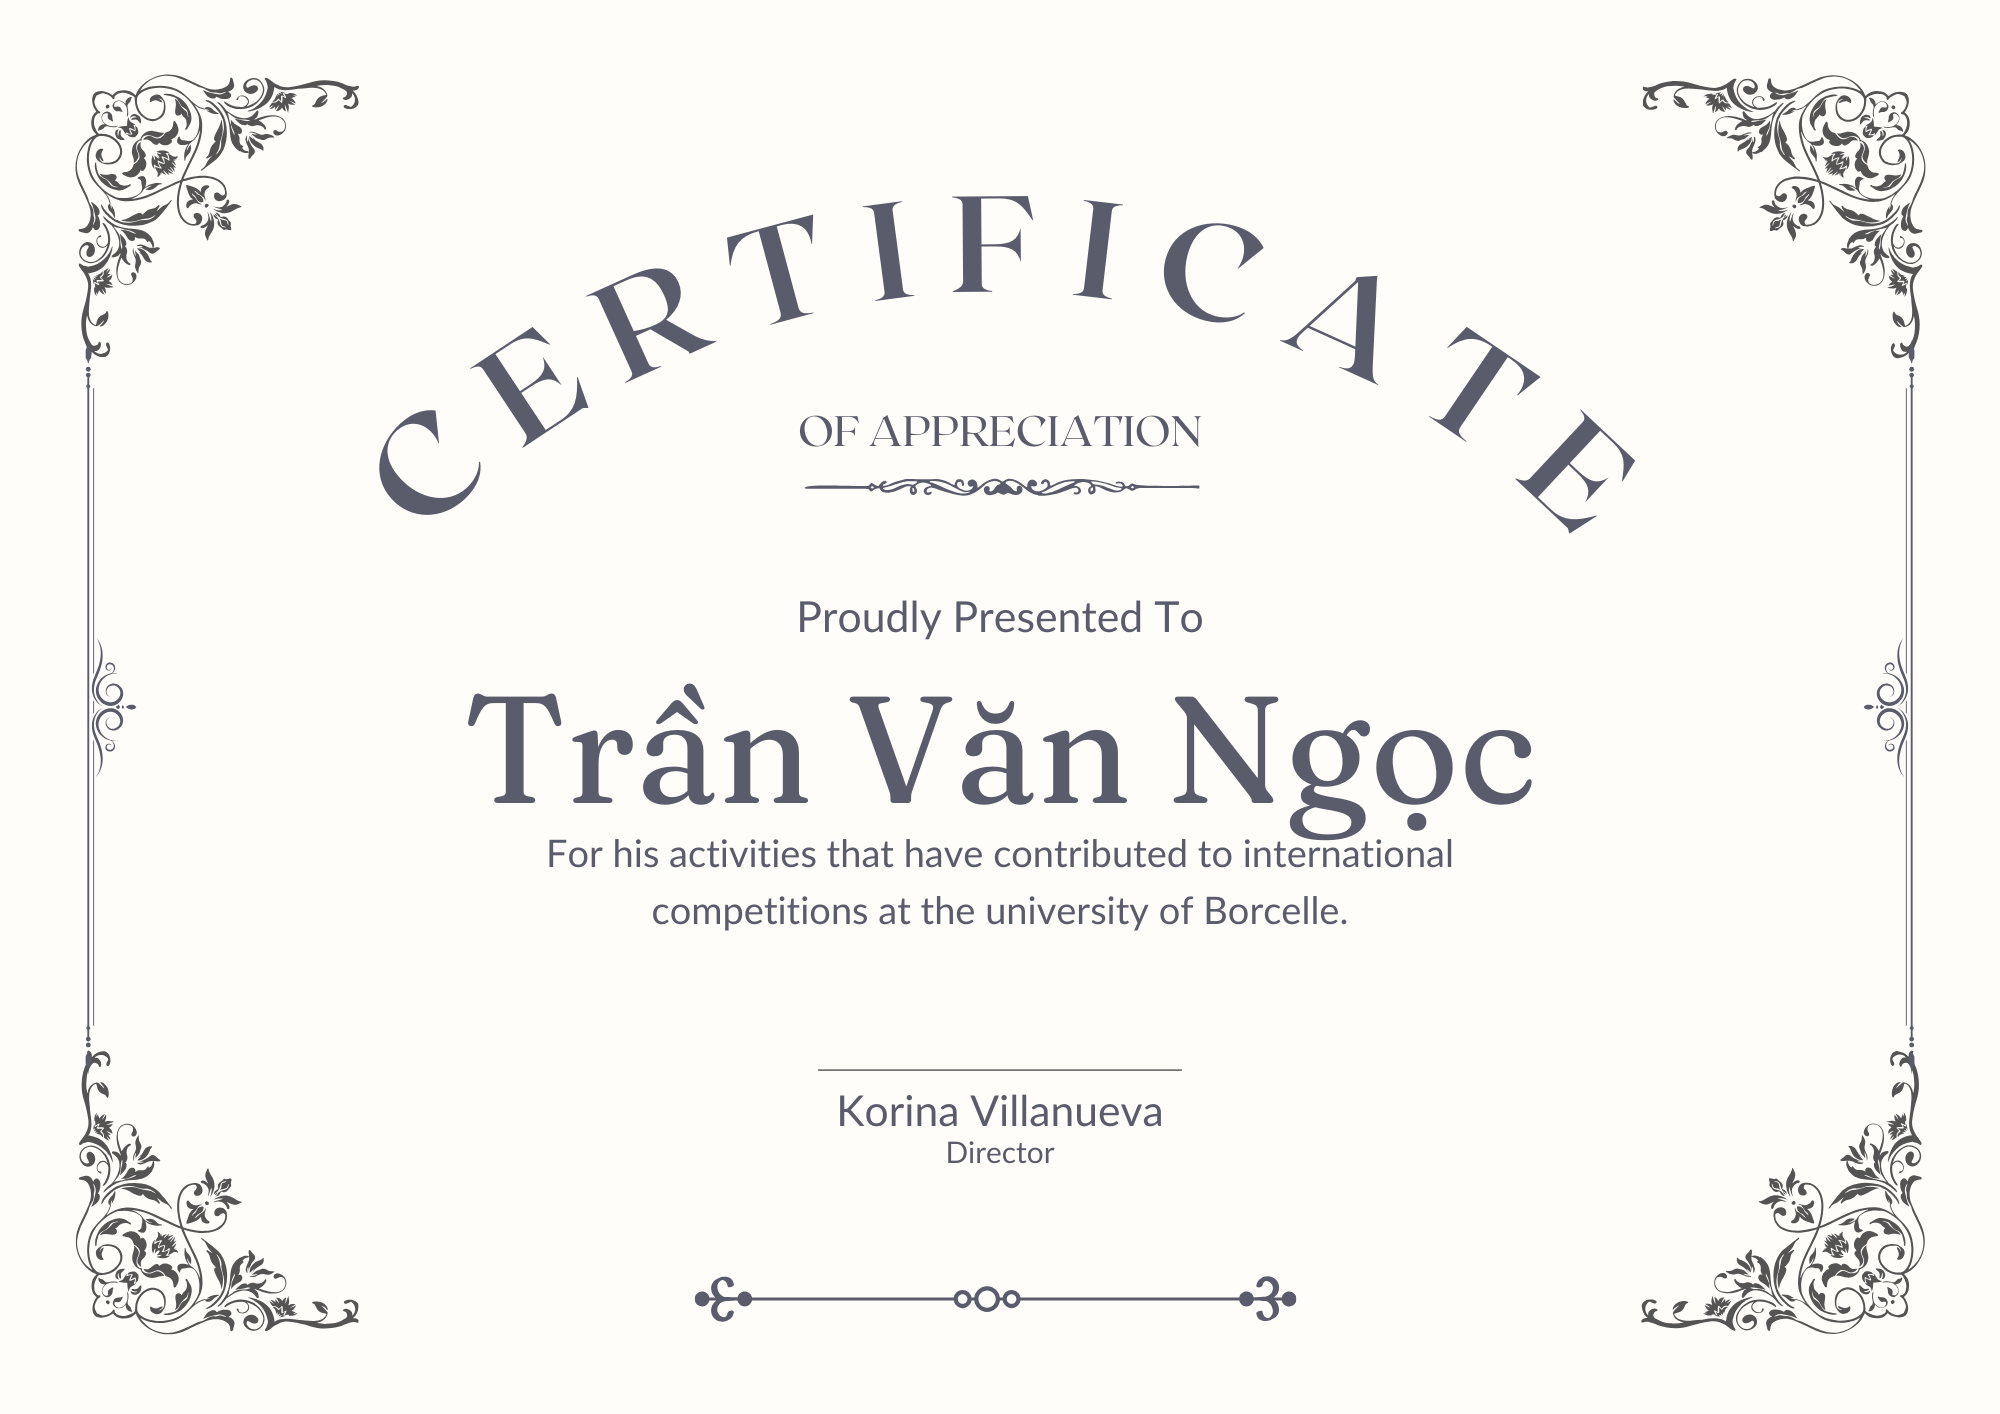 CERTIFICATE
OF APPRECIATION
Proudly Presented To
Trần Văn Ngọc
For his activities that have contributed to international
competitions at the university of Borcelle.
Korina Villanueva
Director